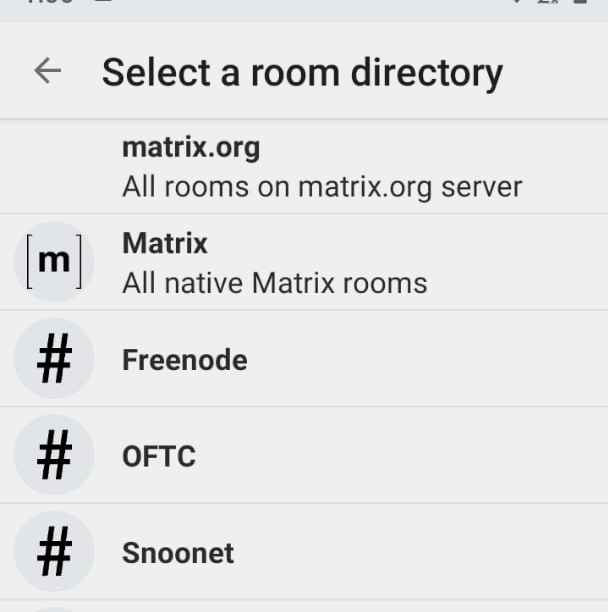 Select a room directory
matrix.org
All rooms on matrix.org server
[m]
Matrix
All native Matrix rooms
#
Freenode
#
OFTC
#
Snoonet